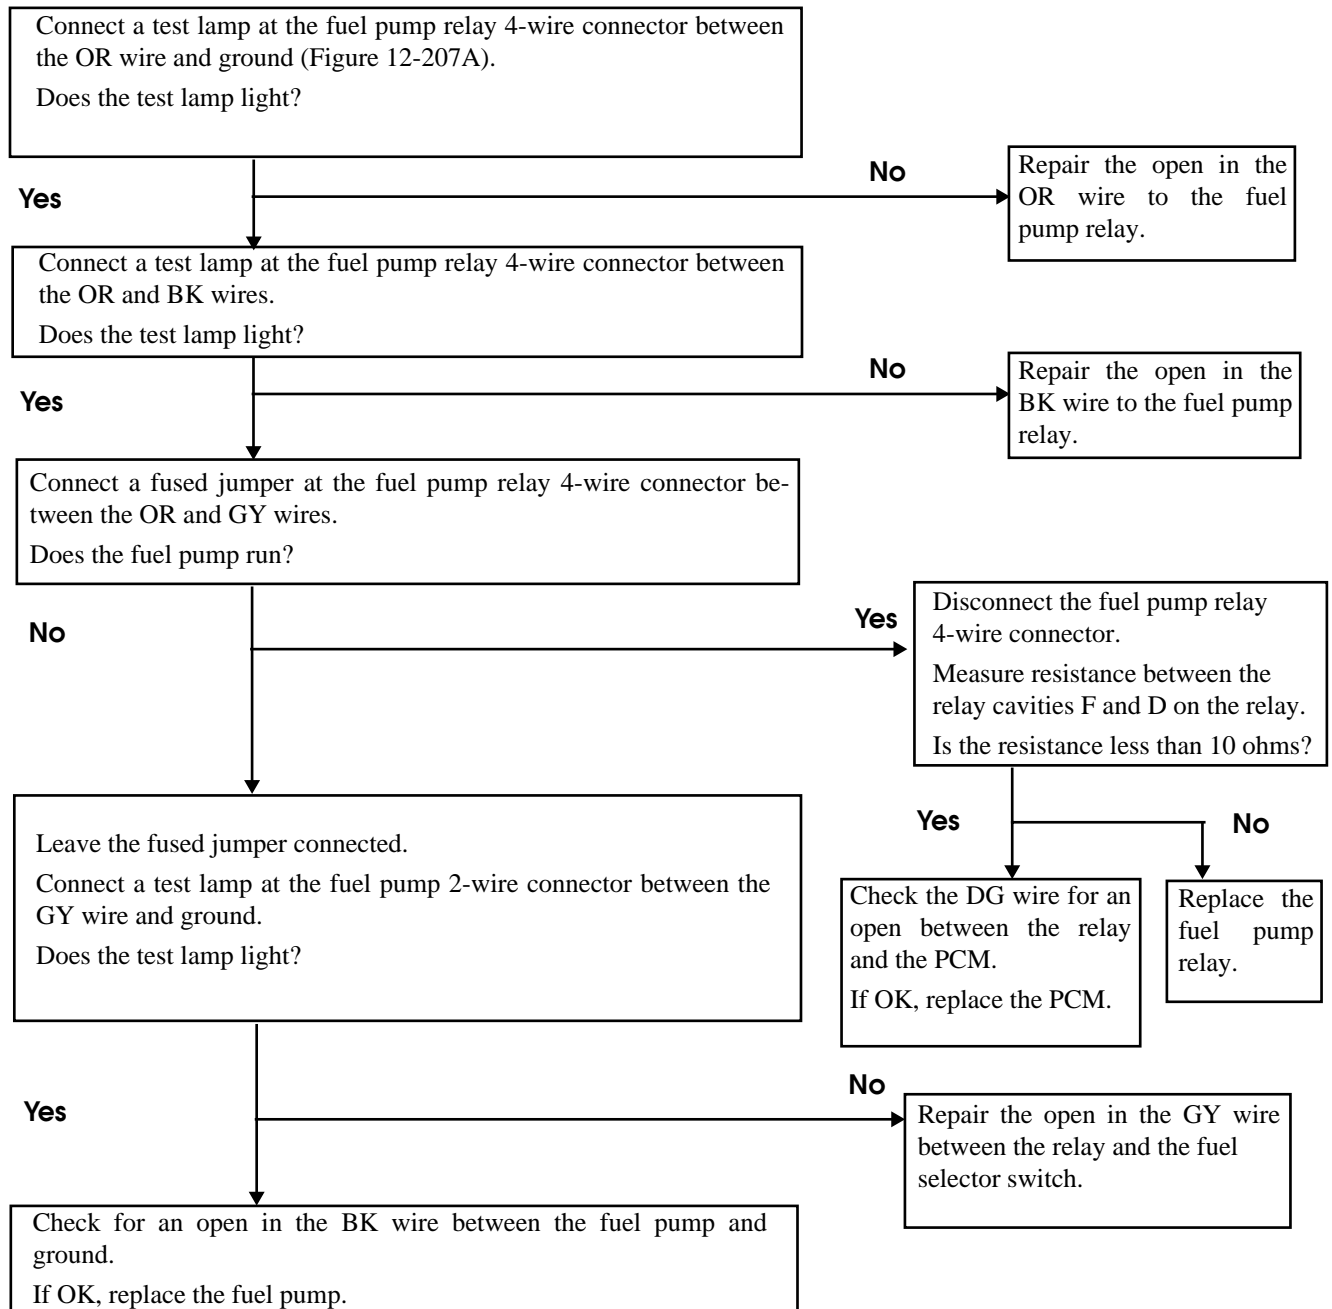 Connect a test lamp at the fuel pump relay 4-wire connector between
the OR wire and ground (Figure 12-207A).
Does the test lamp light?
No
Yes
Repair the open in the
OR wire to the fuel
pump relay.
Connect a test lamp at the fuel pump relay 4-wire connector between
the OR and BK wires.
Does the test lamp light?
No
Yes
Repair the open in the
BK wire to the fuel pump
relay.
Connect a fused jumper at the fuel pump relay 4-wire connector be-
tween the OR and GY wires.
Does the fuel pump run?
Yes
No
Disconnect the fuel pump relay
4-wire connector.
Measure resistance between the
relay cavities F and D on the relay.
Is the resistance less than 10 ohms?
Yes
No
Check the DG wire for an
open between the relay
and the PCM.
If OK, replace the PCM.
Replace the
fuel pump
relay.
Leave the fused jumper connected.
Connect a test lamp at the fuel pump 2-wire connector between the
GY wire and ground.
Does the test lamp light?
No
Yes
Repair the open in the GY wire
between the relay and the fuel
selector switch.
Check for an open in the BK wire between the fuel pump and
ground.
If OK, replace the fuel pump.